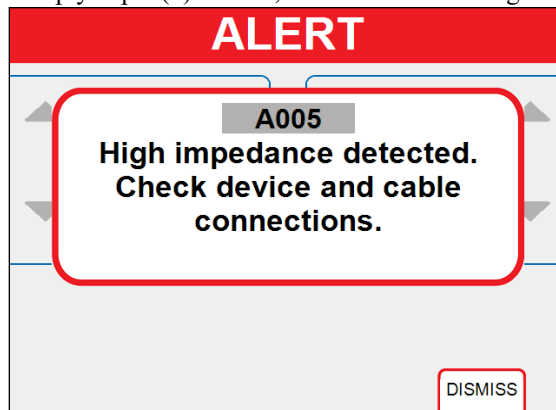 ALERT
A005
High impedance detected.
Check device and cable
connections.
DISMISS